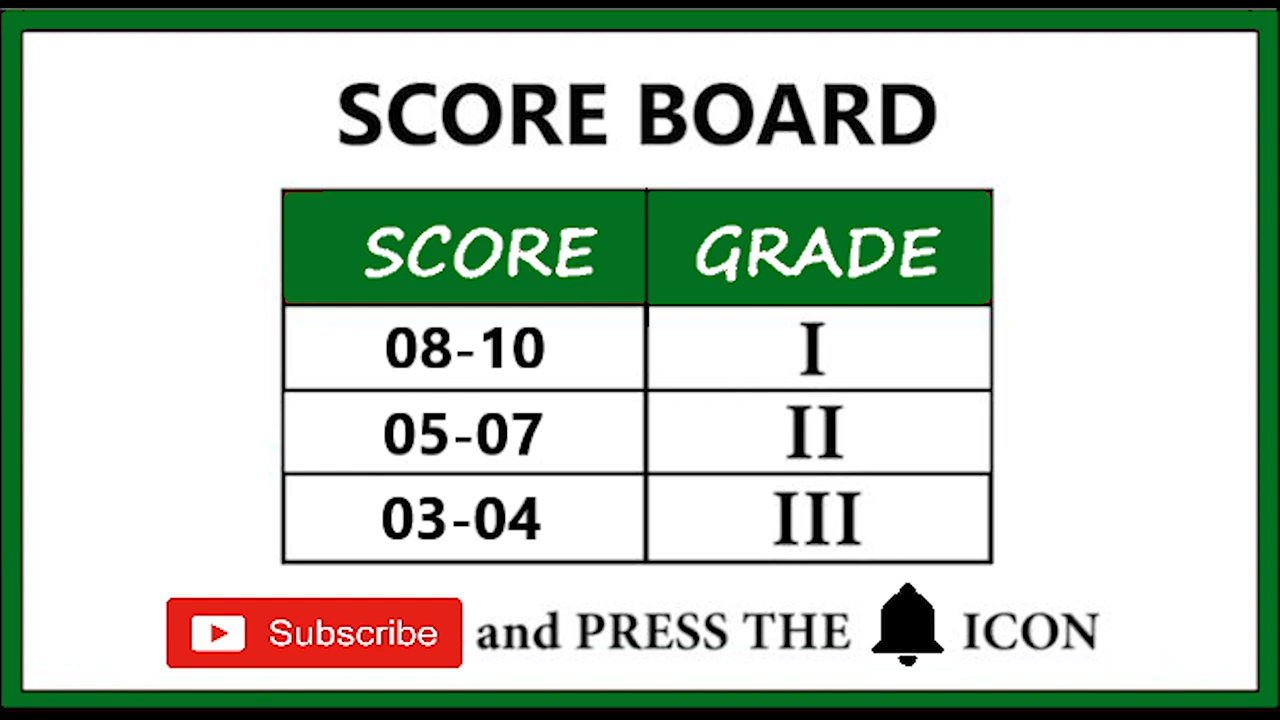 SCORE BOARD
SCORE GRADE
08-10 I
05-07 II
03-04 III
Subscribe and PRESS THE ICON